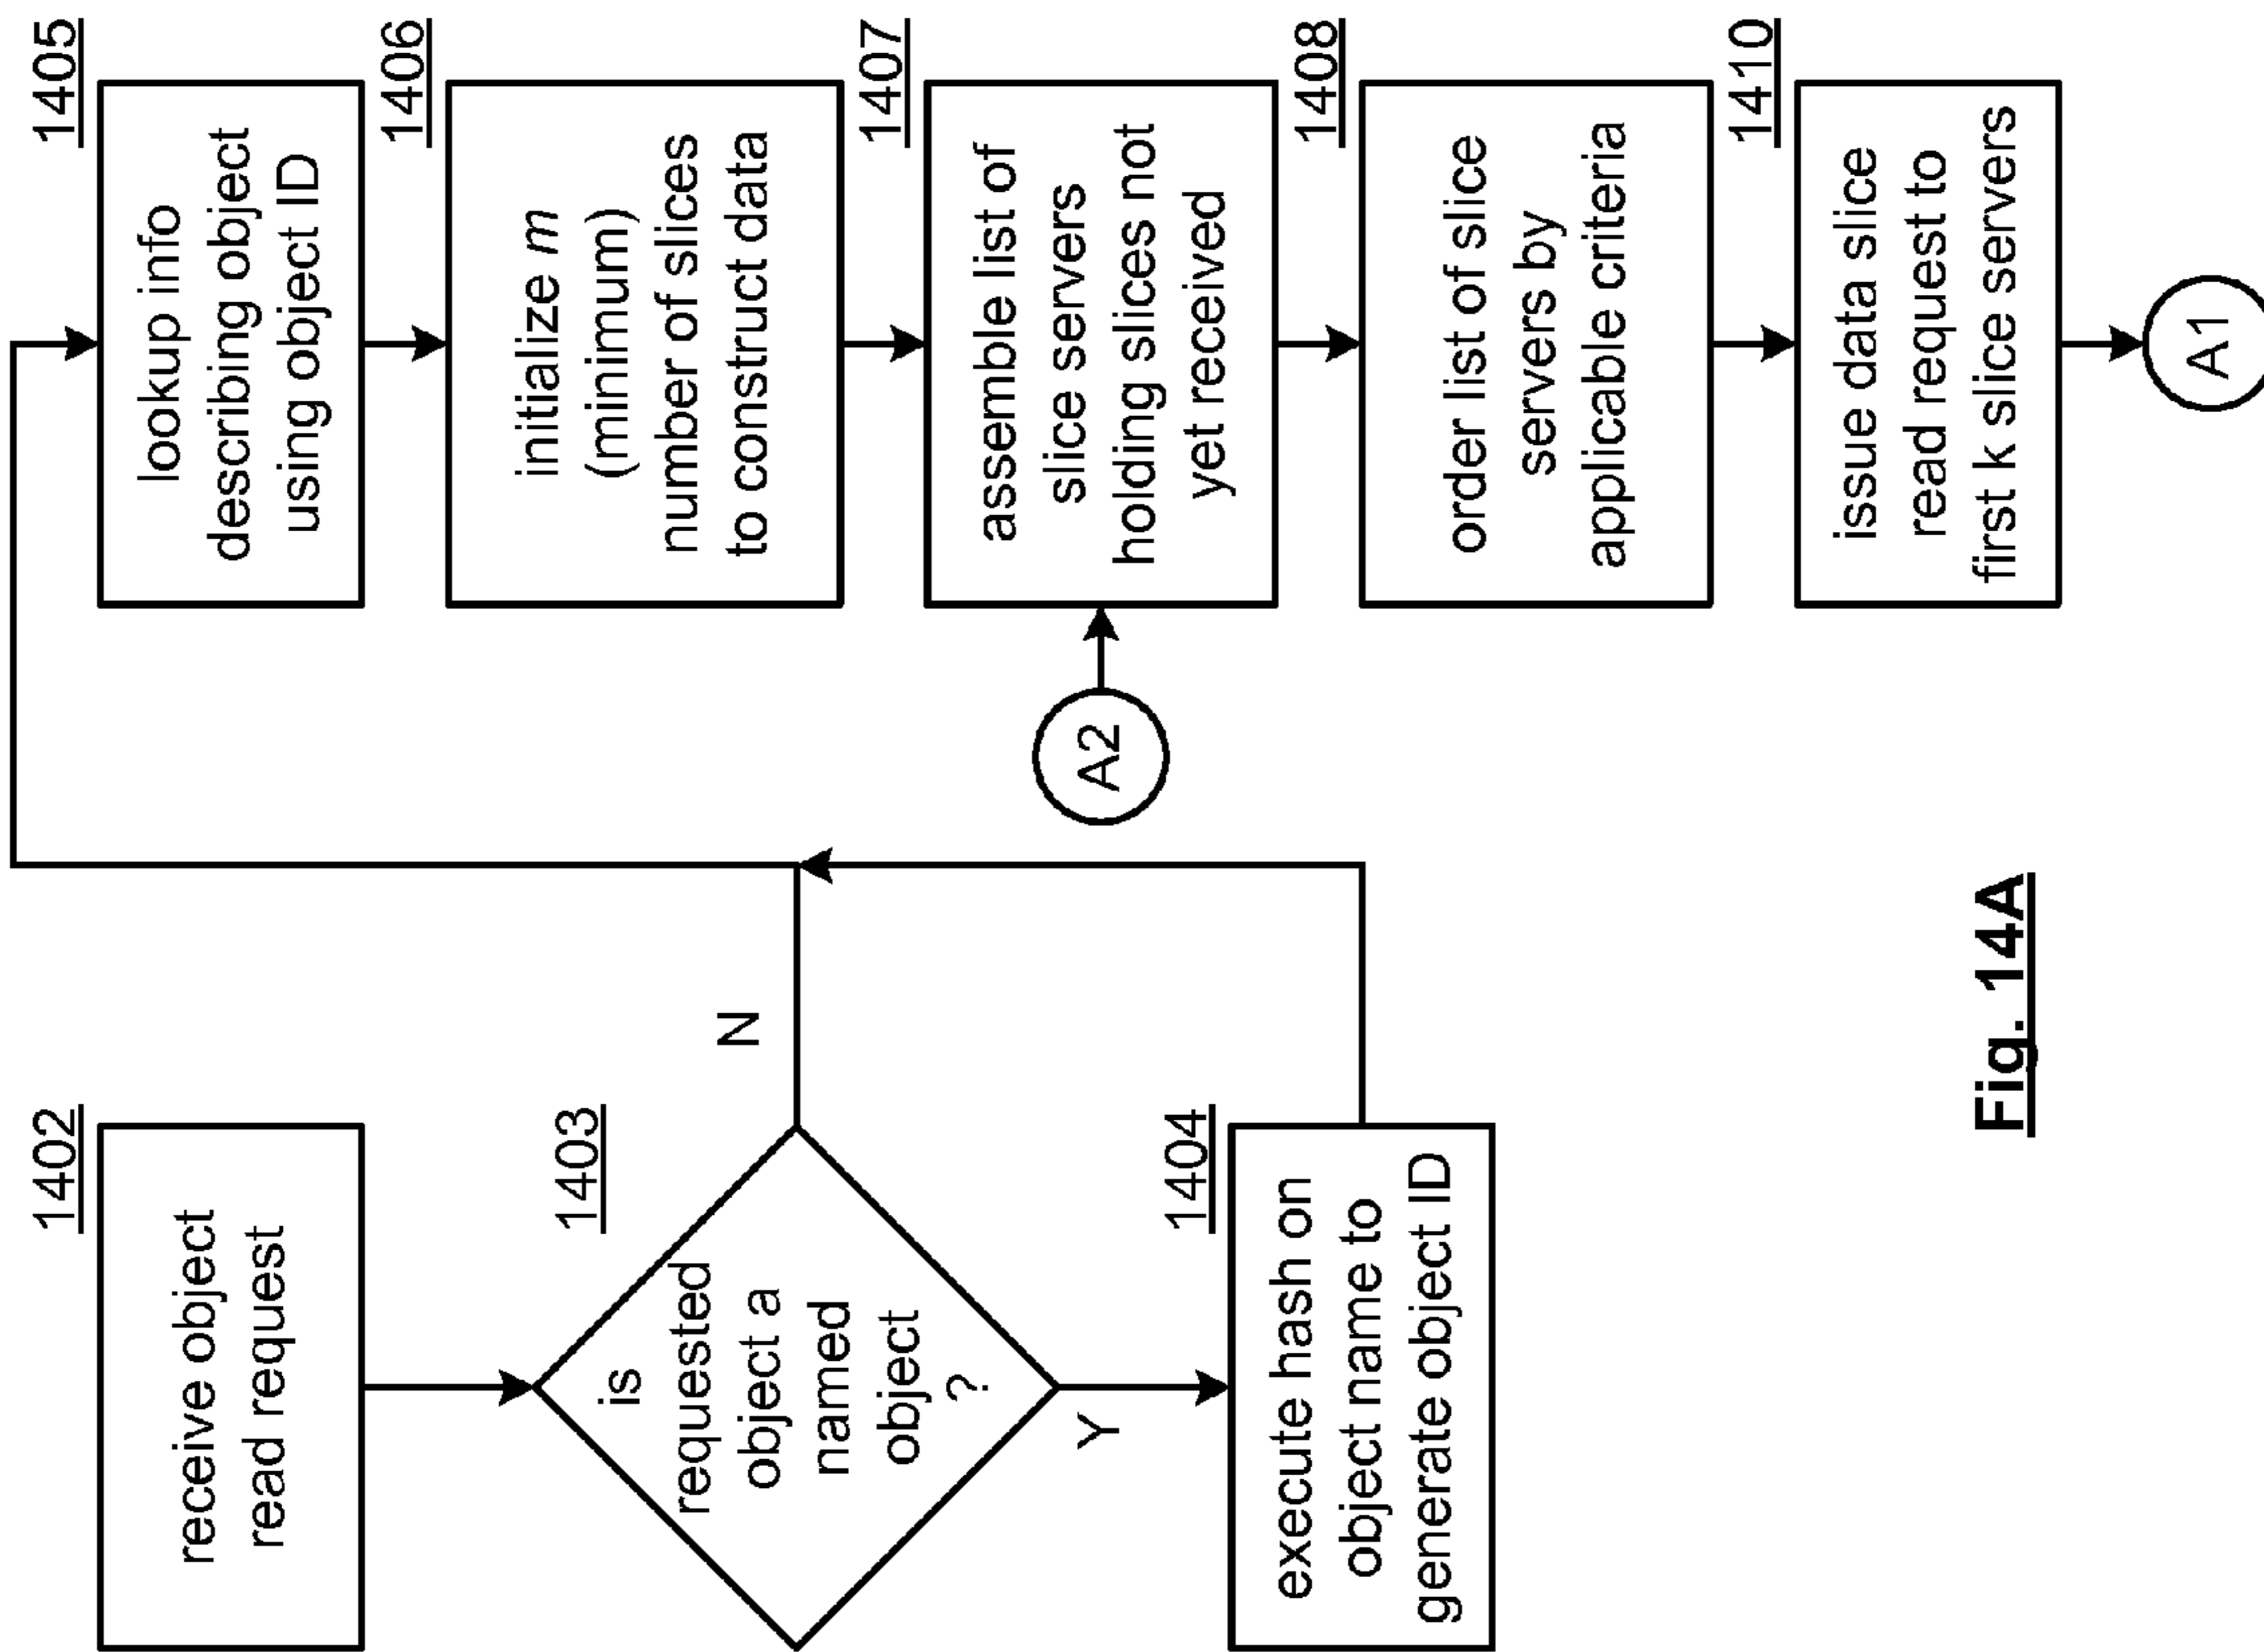 1402
receive object
read request
1403
is
requested
object a
named
object
?
N
Y
1404
execute hash on
object name to
generate object ID
1405
lookup info
describing object
using object ID
1406
initialize m
(minimum)
number of slices
to construct data
1407
assemble list of
slice servers
holding slices not
yet received
A2
1408
order list of slice
servers by
applicable criteria
1410
issue data slice
read request to
first k slice servers
A1
Fig. 14A